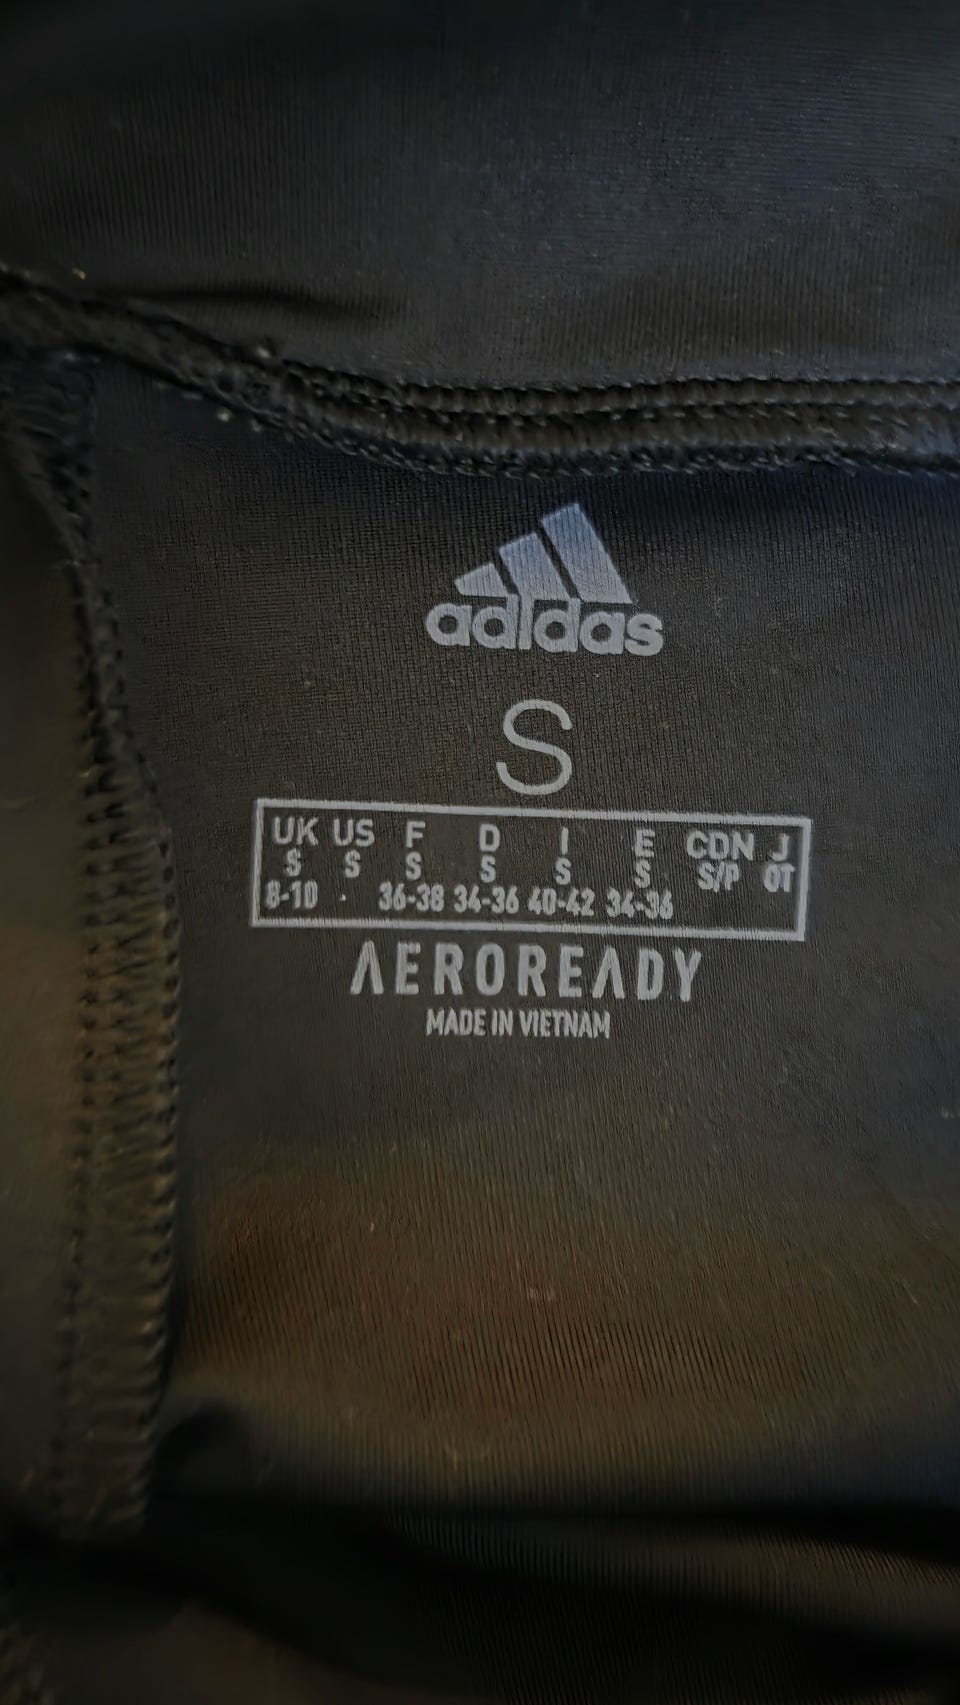 adidas
S
UK US F D I E CDN J
S S S S S S S/P OT
8-10 · 36-38 34-36 40-42 34-36
AEROREADY
MADE IN VIETNAM